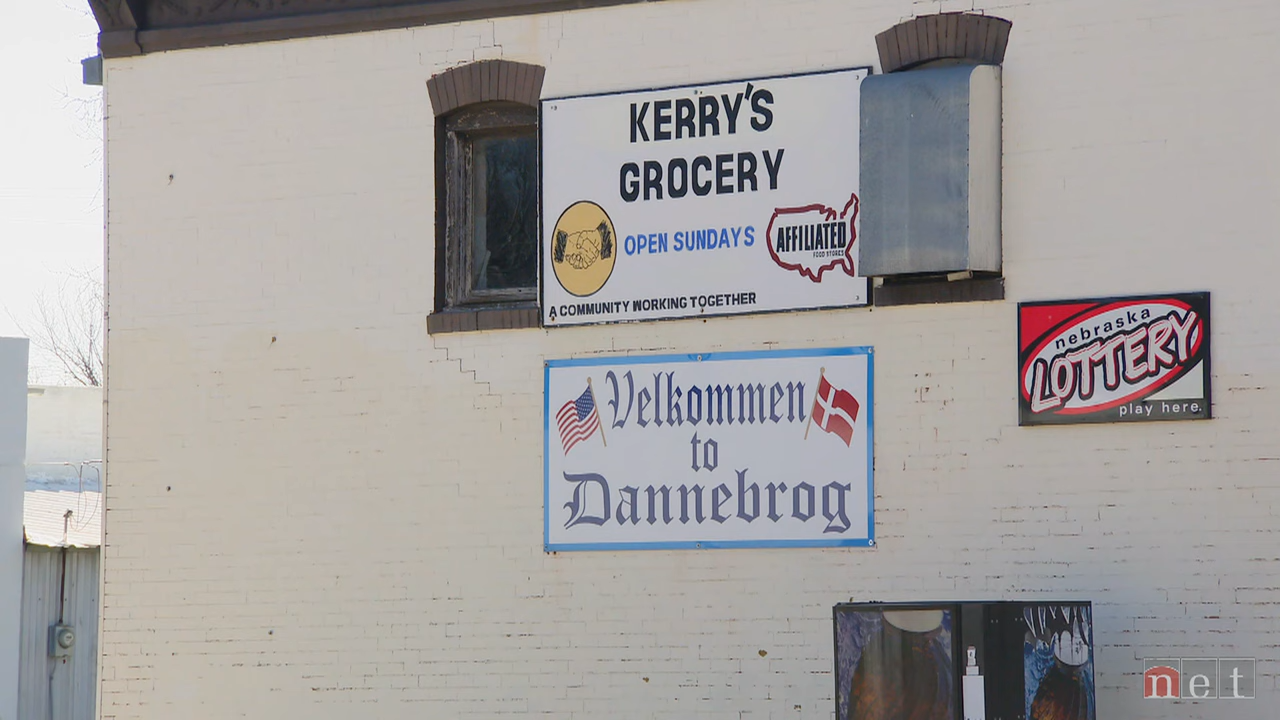 KERRY'S
GROCERY
OPEN SUNDAYS
AFFILIATED
FOOD STORES
A COMMUNITY WORKING TOGETHER
Velkommen
to
Dannebrog
nebraska
LOTTERY
play here.
net